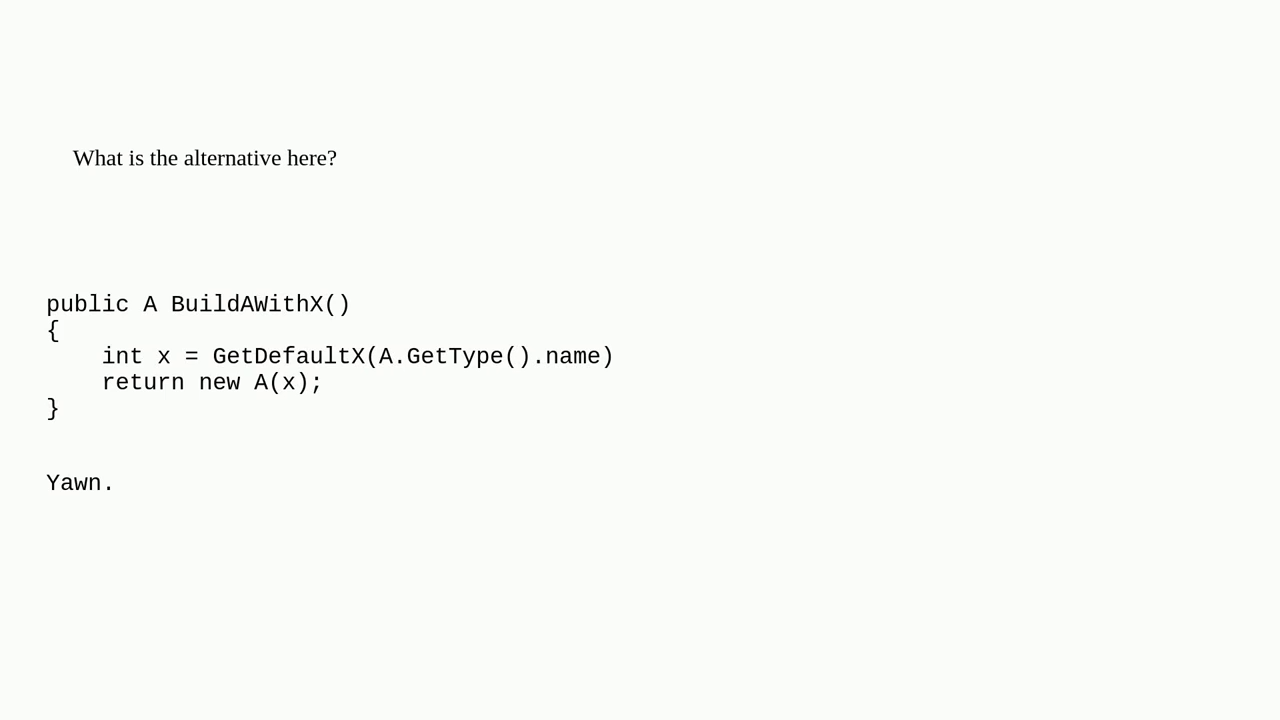 What is the alternative here?
public A BuildAWithX()
{
    int x = GetDefaultX(A.GetType().name)
    return new A(x);
}
Yawn.